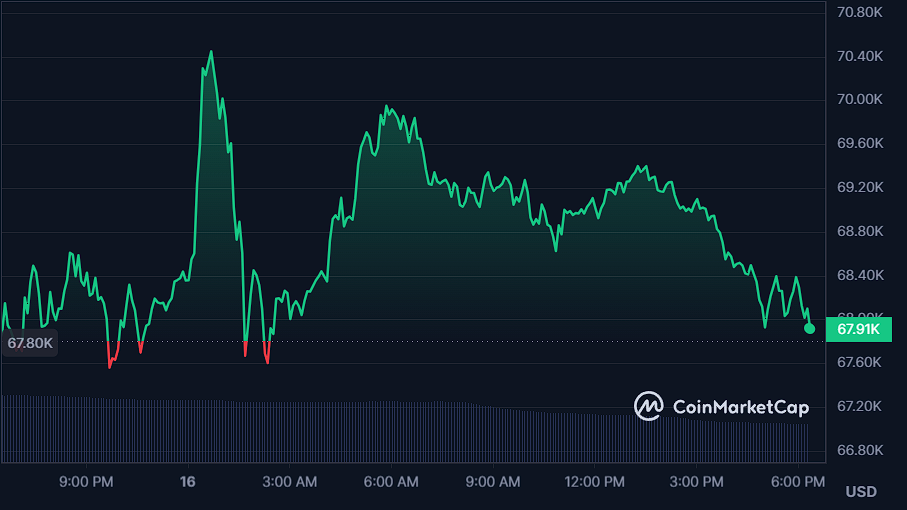 70.80K
70.40K
70.00K
69.60K
69.20K
68.80K
68.40K
68.00K
67.91K
67.80K
67.60K
67.20K
CoinMarketCap
66.80K
9:00 PM 16 3:00 AM 6:00 AM 9:00 AM 12:00 PM 3:00 PM 6:00 PM
USD